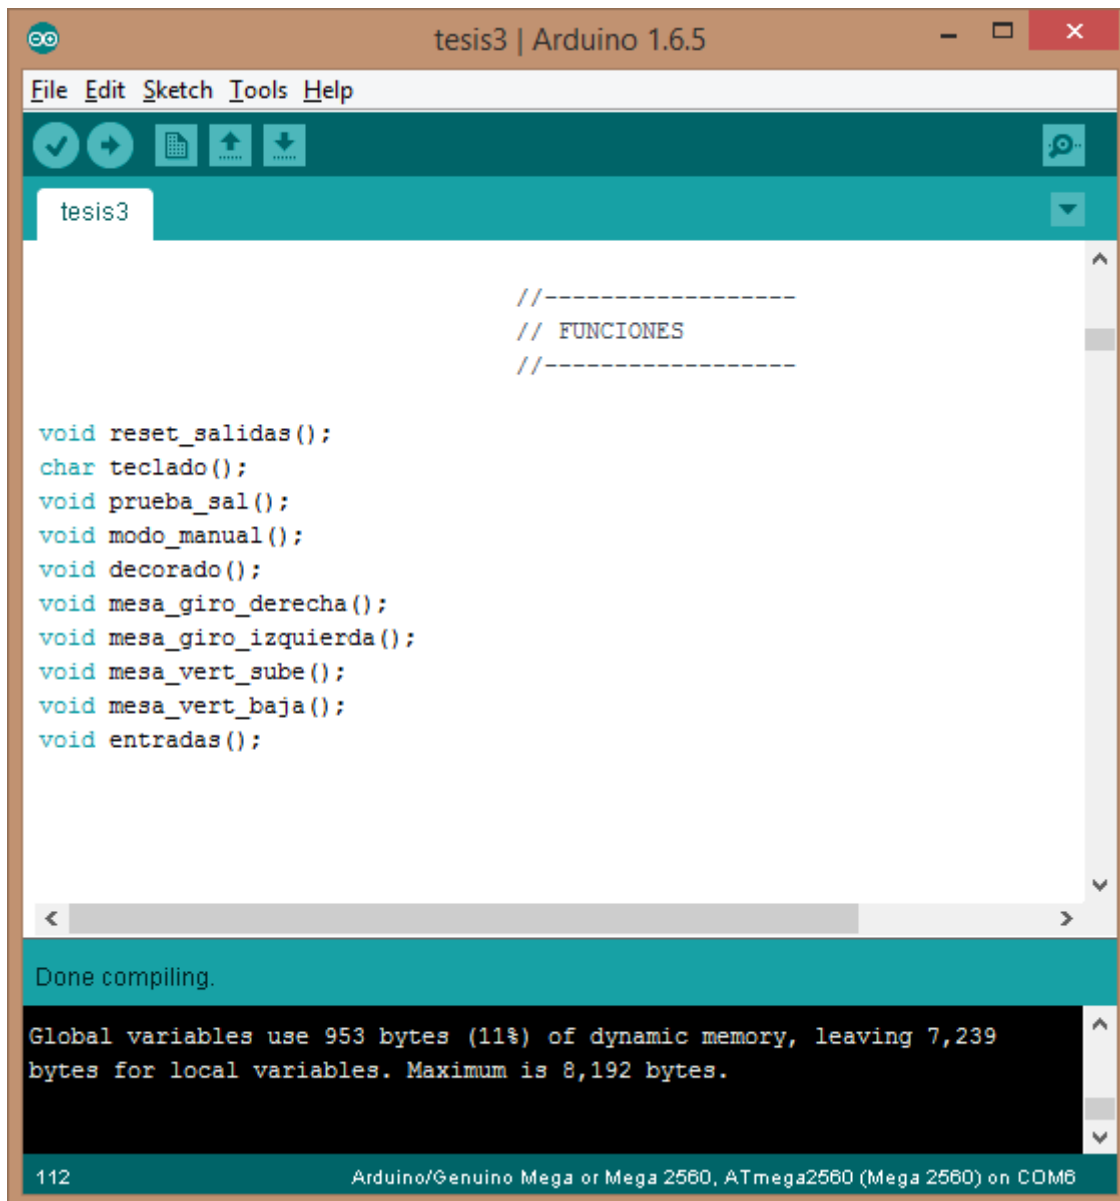 tesis3 | Arduino 1.6.5
File Edit Sketch Tools Help
tesis3
//------------------
// FUNCIONES
//------------------
void reset_salidas();
char teclado();
void prueba_sal();
void modo_manual();
void decorado();
void mesa_giro_derecha();
void mesa_giro_izquierda();
void mesa_vert_sube();
void mesa_vert_baja();
void entradas();
Done compiling.
Global variables use 953 bytes (11%) of dynamic memory, leaving 7,239
bytes for local variables. Maximum is 8,192 bytes.
112 Arduino/Genuino Mega or Mega 2560, ATmega2560 (Mega 2560) on COM6